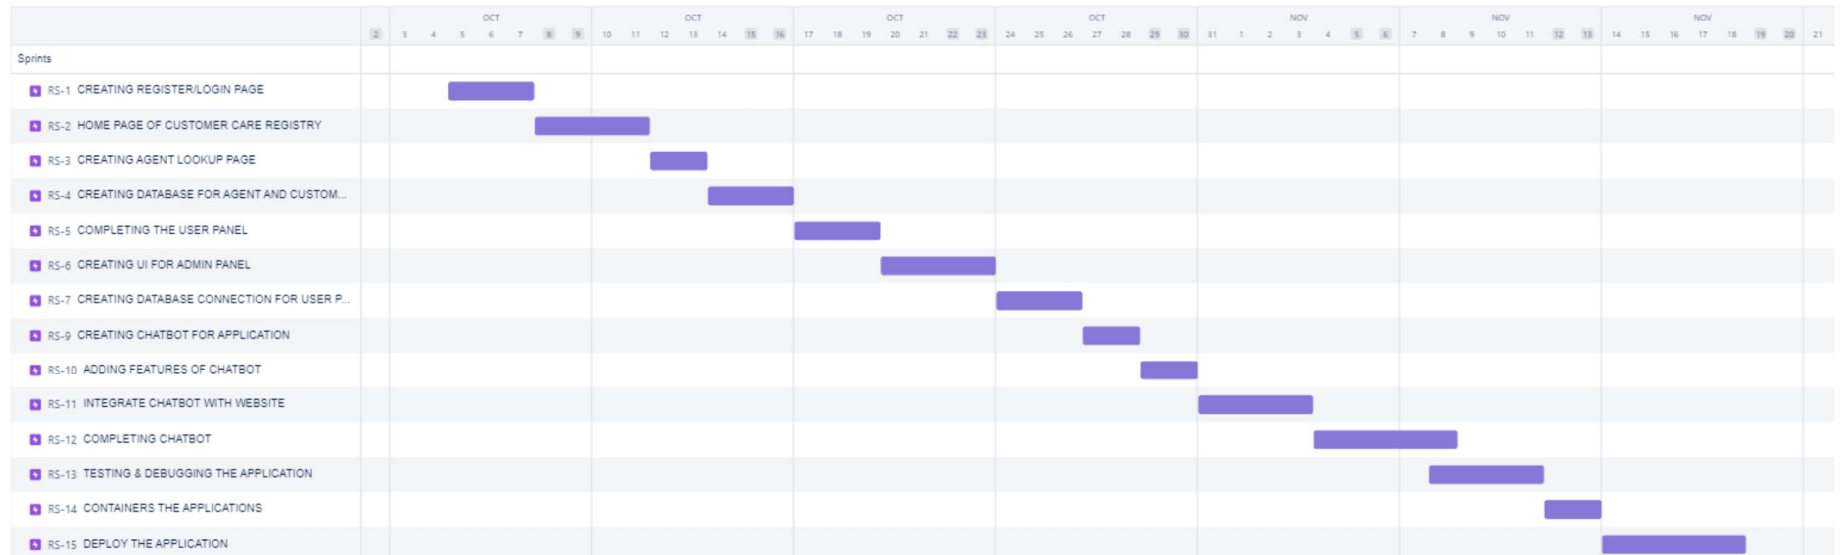 OCT OCT OCT OCT NOV NOV NOV
2 3 4 5 6 7 8 9 10 11 12 13 14 15 16 17 18 19 20 21 22 23 24 25 26 27 28 29 30 31 1 2 3 4 5 6 7 8 9 10 11 12 13 14 15 16 17 18 19 20 21
Sprints
RS-1 CREATING REGISTER/LOGIN PAGE
RS-2 HOME PAGE OF CUSTOMER CARE REGISTRY
RS-3 CREATING AGENT LOOKUP PAGE
RS-4 CREATING DATABASE FOR AGENT AND CUSTOM...
RS-5 COMPLETING THE USER PANEL
RS-6 CREATING UI FOR ADMIN PANEL
RS-7 CREATING DATABASE CONNECTION FOR USER P...
RS-9 CREATING CHATBOT FOR APPLICATION
RS-10 ADDING FEATURES OF CHATBOT
RS-11 INTEGRATE CHATBOT WITH WEBSITE
RS-12 COMPLETING CHATBOT
RS-13 TESTING & DEBUGGING THE APPLICATION
RS-14 CONTAINERS THE APPLICATIONS
RS-15 DEPLOY THE APPLICATION